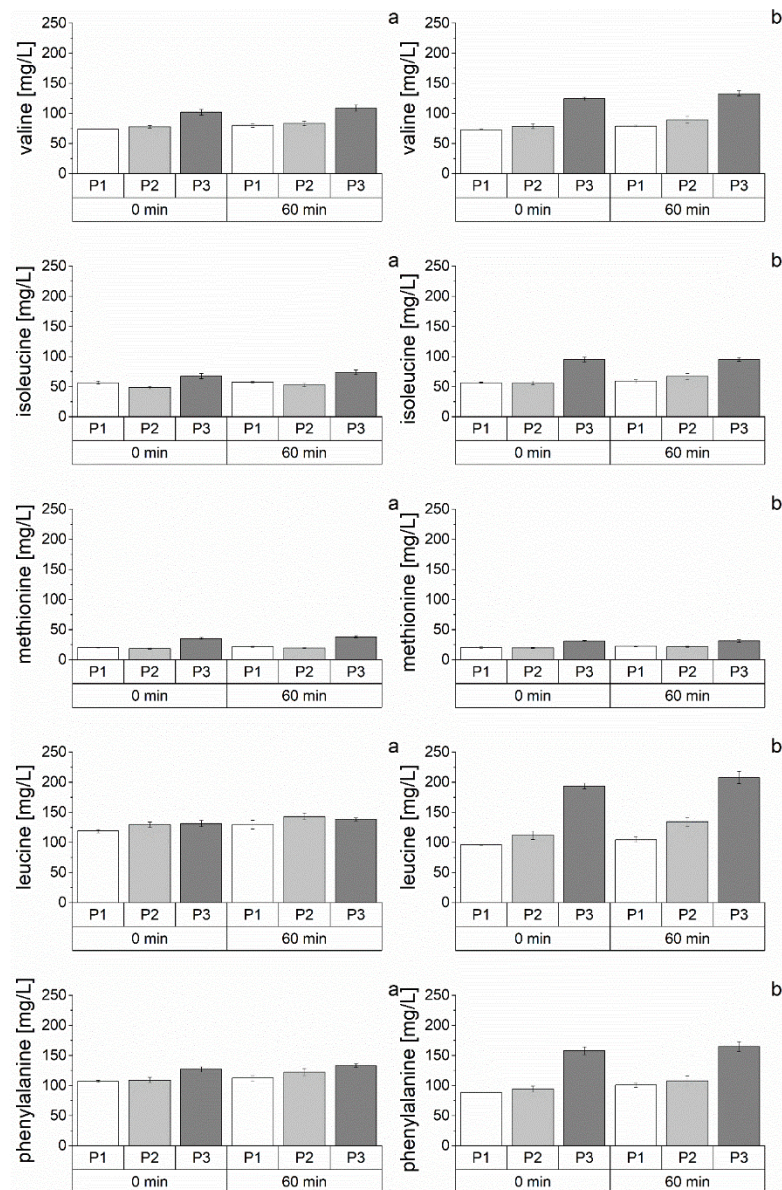 a
b
250
200
150
100
50
0
valine [mg/L]
P1 P2 P3 P1 P2 P3
0 min 60 min
250
200
150
100
50
0
valine [mg/L]
P1 P2 P3 P1 P2 P3
0 min 60 min
a
b
250
200
150
100
50
0
isoleucine [mg/L]
P1 P2 P3 P1 P2 P3
0 min 60 min
250
200
150
100
50
0
isoleucine [mg/L]
P1 P2 P3 P1 P2 P3
0 min 60 min
a
b
250
200
150
100
50
0
methionine [mg/L]
P1 P2 P3 P1 P2 P3
0 min 60 min
250
200
150
100
50
0
methionine [mg/L]
P1 P2 P3 P1 P2 P3
0 min 60 min
a
b
250
200
150
100
50
0
leucine [mg/L]
P1 P2 P3 P1 P2 P3
0 min 60 min
250
200
150
100
50
0
leucine [mg/L]
P1 P2 P3 P1 P2 P3
0 min 60 min
a
b
250
200
150
100
50
0
phenylalanine [mg/L]
P1 P2 P3 P1 P2 P3
0 min 60 min
250
200
150
100
50
0
phenylalanine [mg/L]
P1 P2 P3 P1 P2 P3
0 min 60 min